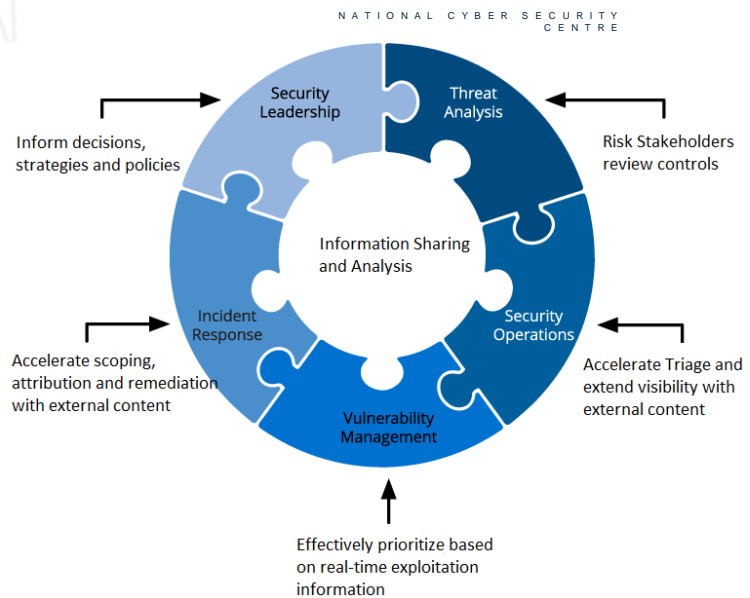 NATIONAL CYBER SECURITY
CENTRE
Security
Leadership
Threat
Analysis
Inform decisions,
strategies and policies
Risk Stakeholders
review controls
Information Sharing
and Analysis
Incident
Response
Security
Operations
Accelerate scoping,
attribution and remediation
with external content
Accelerate Triage and
extend visibility with
external content
Vulnerability
Management
Effectively prioritize based
on real-time exploitation
information